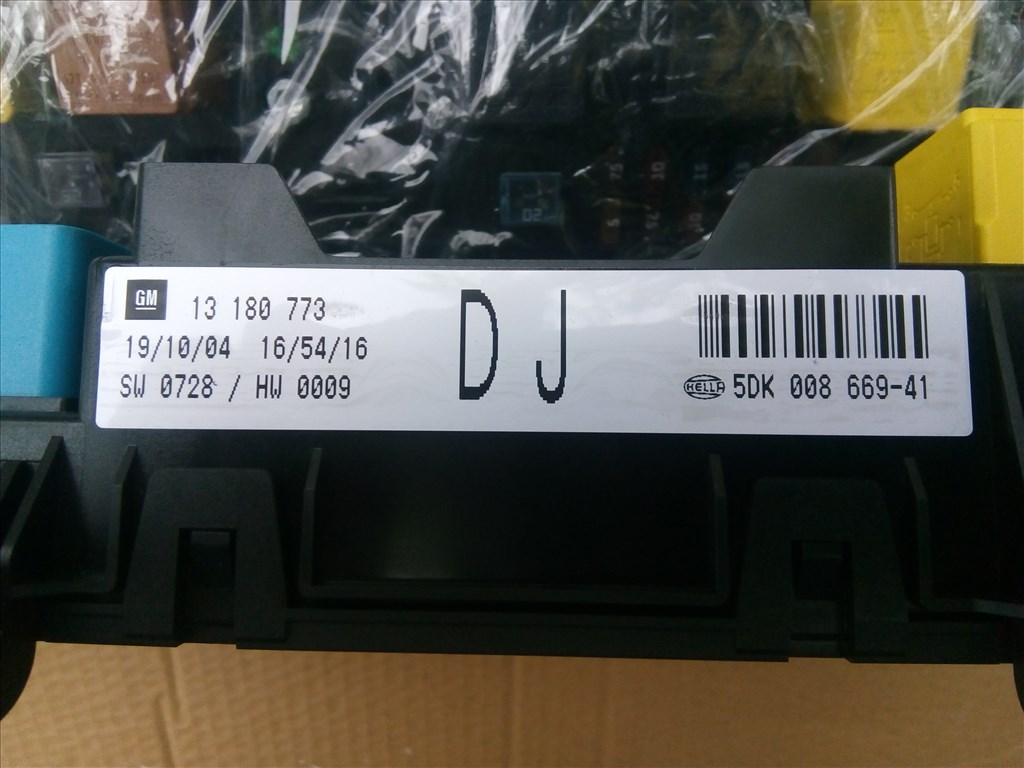 GM 13 180 773
19/10/04 16/54/16
SW 0728 / HW 0009
DJ
HELLA 5DK 008 669-41
20